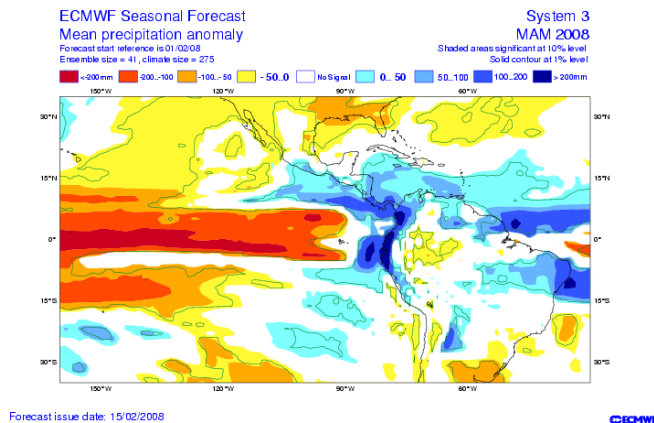 ECMWF Seasonal Forecast
System 3
Mean precipitation anomaly
MAM 2008
Forecast start reference is 01/02/08
Shaded areas significant at 10% level
Ensemble size = 41, climate size = 275
Solid contour at 1% level
<-200mm -200..-100 -100..-50 -50..0 No Signal 0.. 50 50..100 100..200 >200mm
150°W 120°W 90°W 60°W
30°N 30°N
15°N 15°N
0° 0°
15°S 15°S
30°S 30°S
150°W 120°W 90°W 60°W
Forecast issue date: 15/02/2008
ECMWF